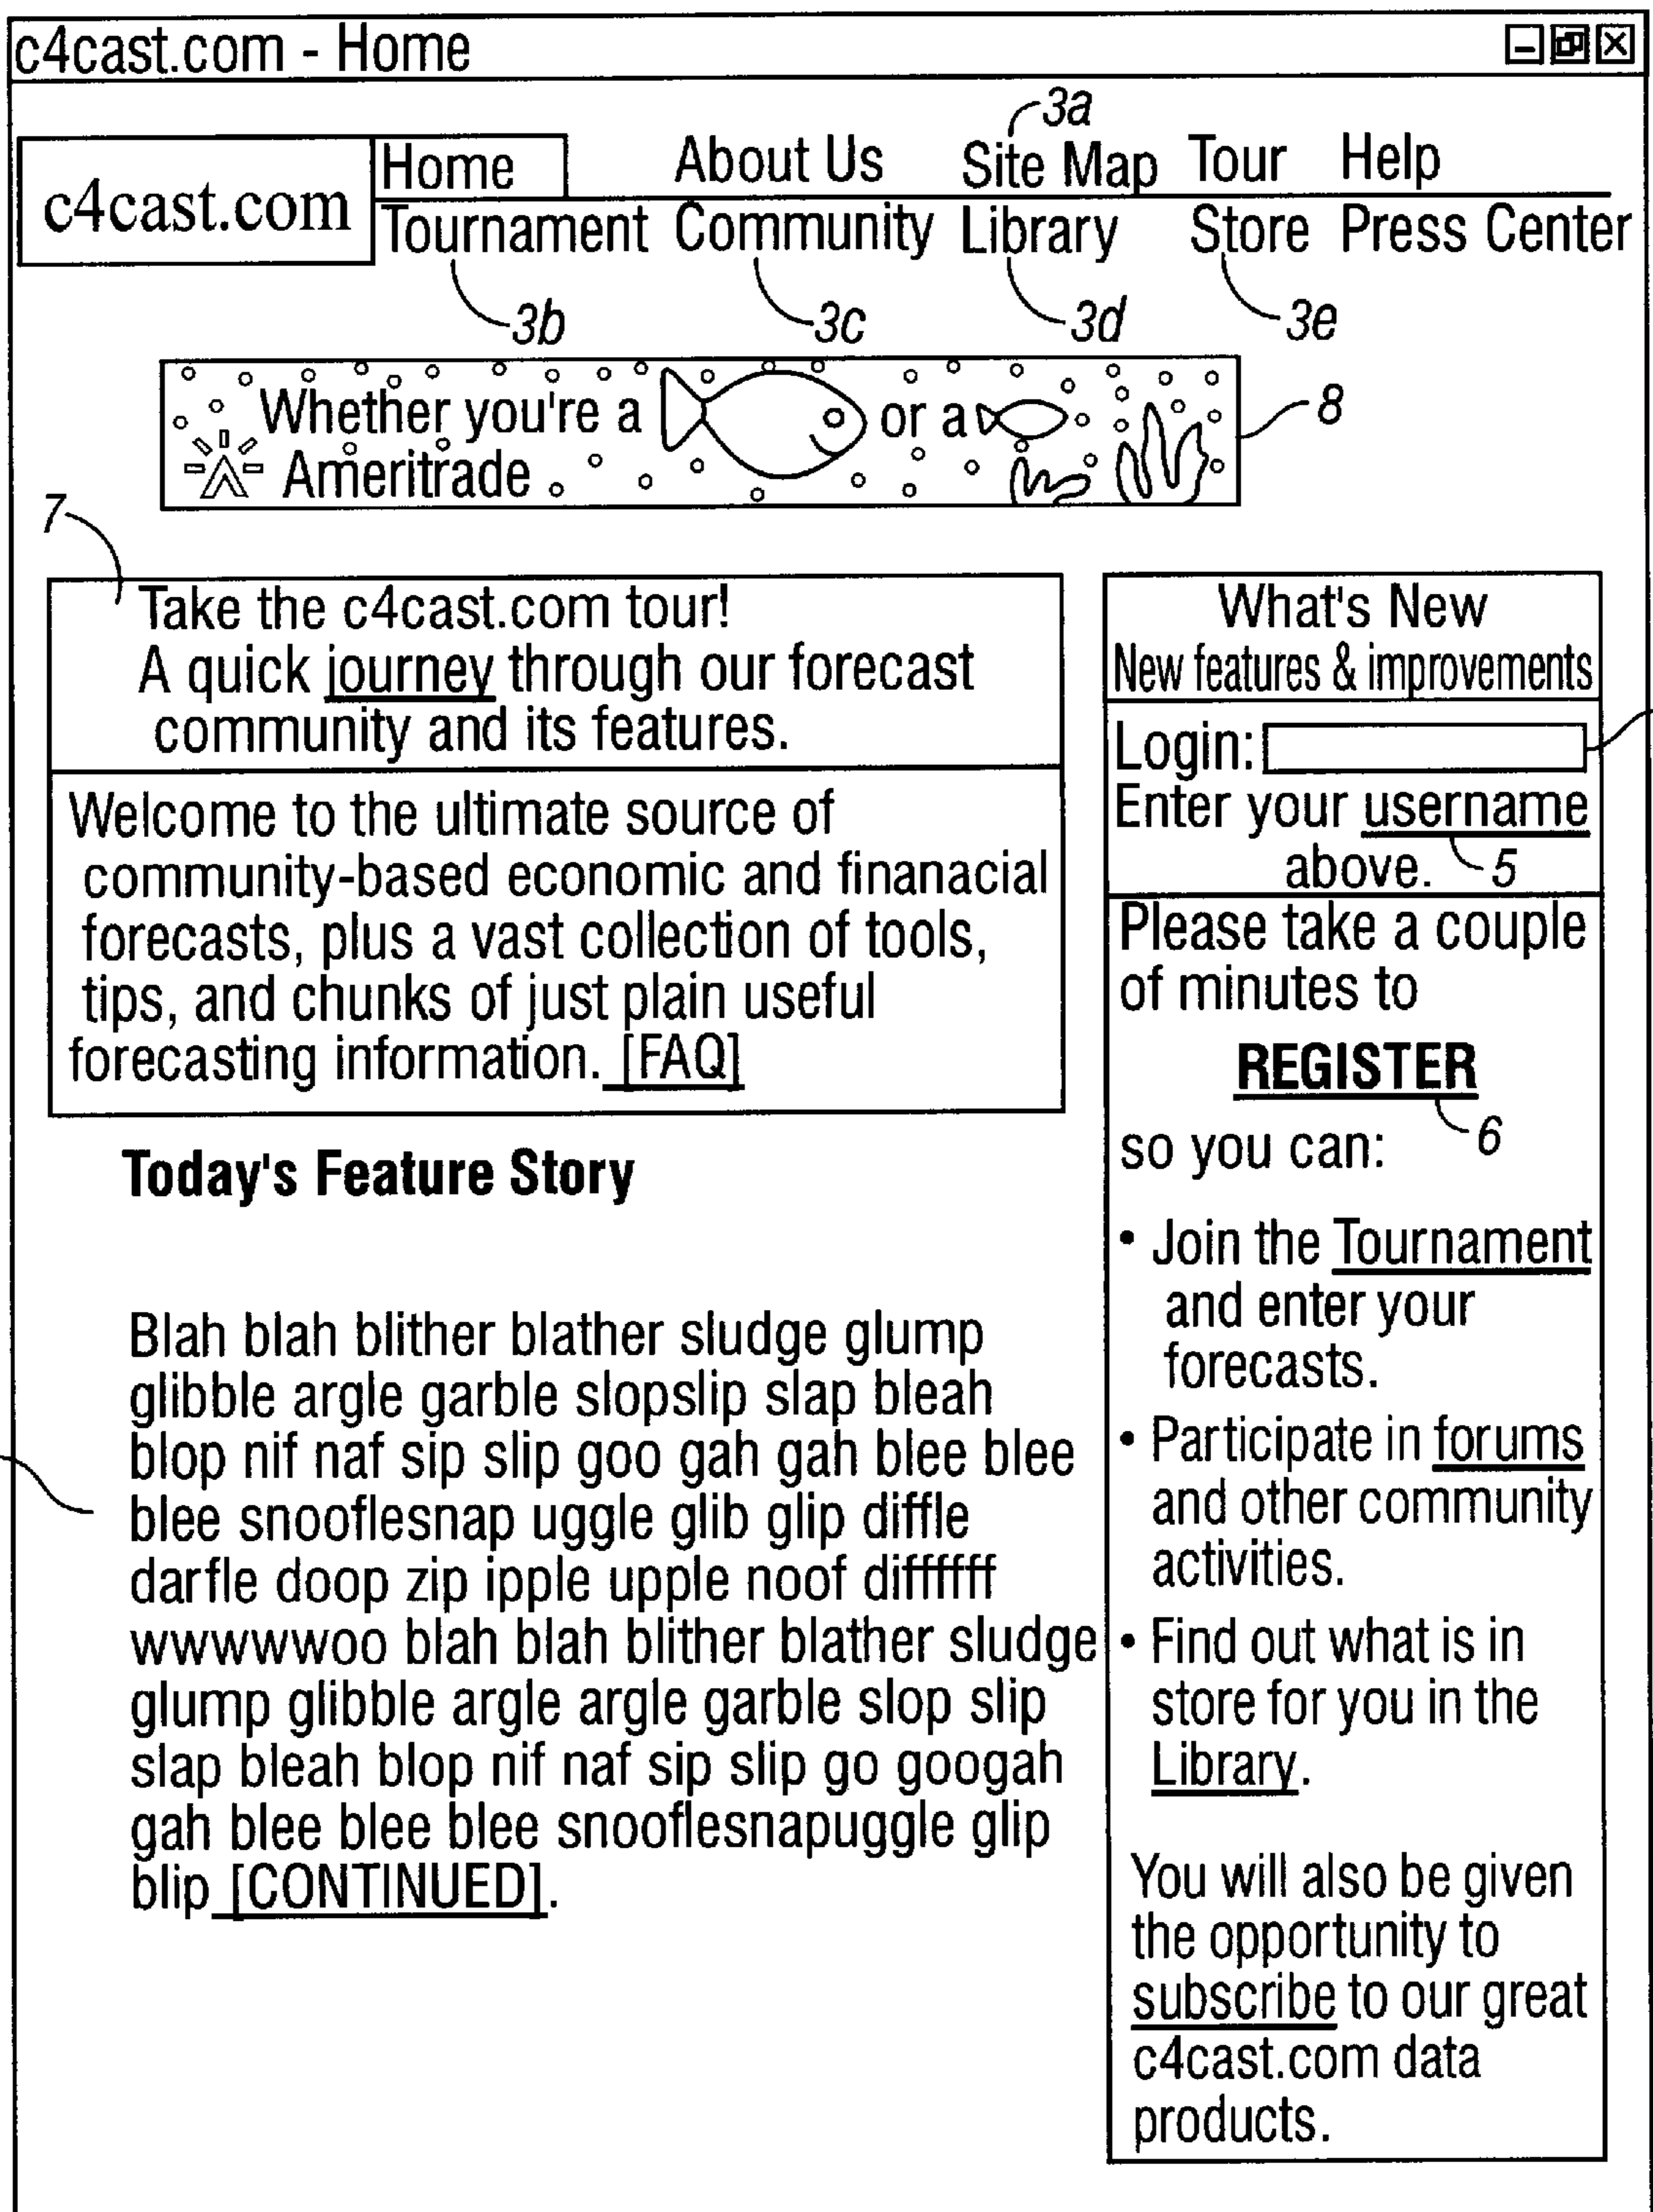 c4cast.com - Home
3a
c4cast.com
Home About Us Site Map Tour Help
Tournament Community Library Store Press Center
3b 3c 3d 3e
Whether you're a or a
Ameritrade
8
7
Take the c4cast.com tour!
A quick journey through our forecast
community and its features.
Welcome to the ultimate source of
community-based economic and finanacial
forecasts, plus a vast collection of tools,
tips, and chunks of just plain useful
forecasting information. [FAQ]
Today's Feature Story
Blah blah blither blather sludge glump
glibble argle garble slopslip slap bleah
blop nif naf sip slip goo gah gah blee blee
blee snooflesnap uggle glib glip diffle
darfle doop zip ipple upple noof diffffff
wwwwwoo blah blah blither blather sludge
glump glibble argle argle garble slop slip
slap bleah blop nif naf sip slip go googah
gah blee blee blee snooflesnapuggle glip
blip [CONTINUED].
What's New
New features & improvements
Login:
Enter your username
above. 5
Please take a couple
of minutes to
REGISTER
so you can: 6
• Join the Tournament
and enter your
forecasts.
• Participate in forums
and other community
activities.
• Find out what is in
store for you in the
Library.
You will also be given
the opportunity to
subscribe to our great
c4cast.com data
products.